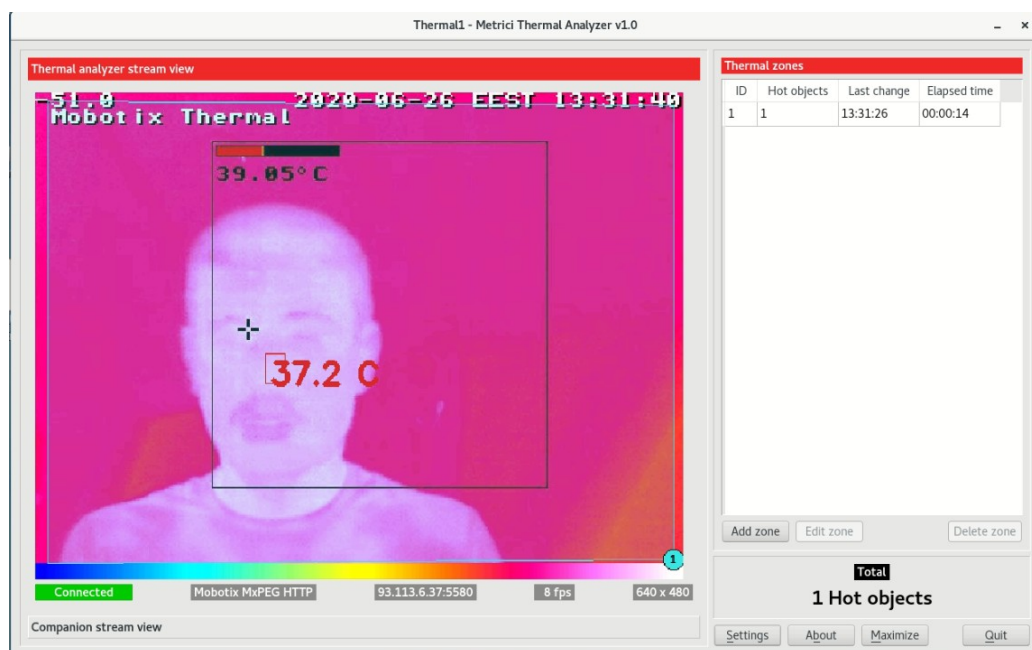 Thermal1 - Metrici Thermal Analyzer v1.0
Thermal analyzer stream view
-51.0 2020-06-26 EEST 13:31:40
Mobotix Thermal
39.05°C
37.2 C
1
Connected Mobotix MxPEG HTTP 93.113.6.37:5580 8 fps 640 x 480
Companion stream view
Thermal zones
ID Hot objects Last change Elapsed time
1 1 13:31:26 00:00:14
Add zone Edit zone Delete zone
Total
1 Hot objects
Settings About Maximize Quit